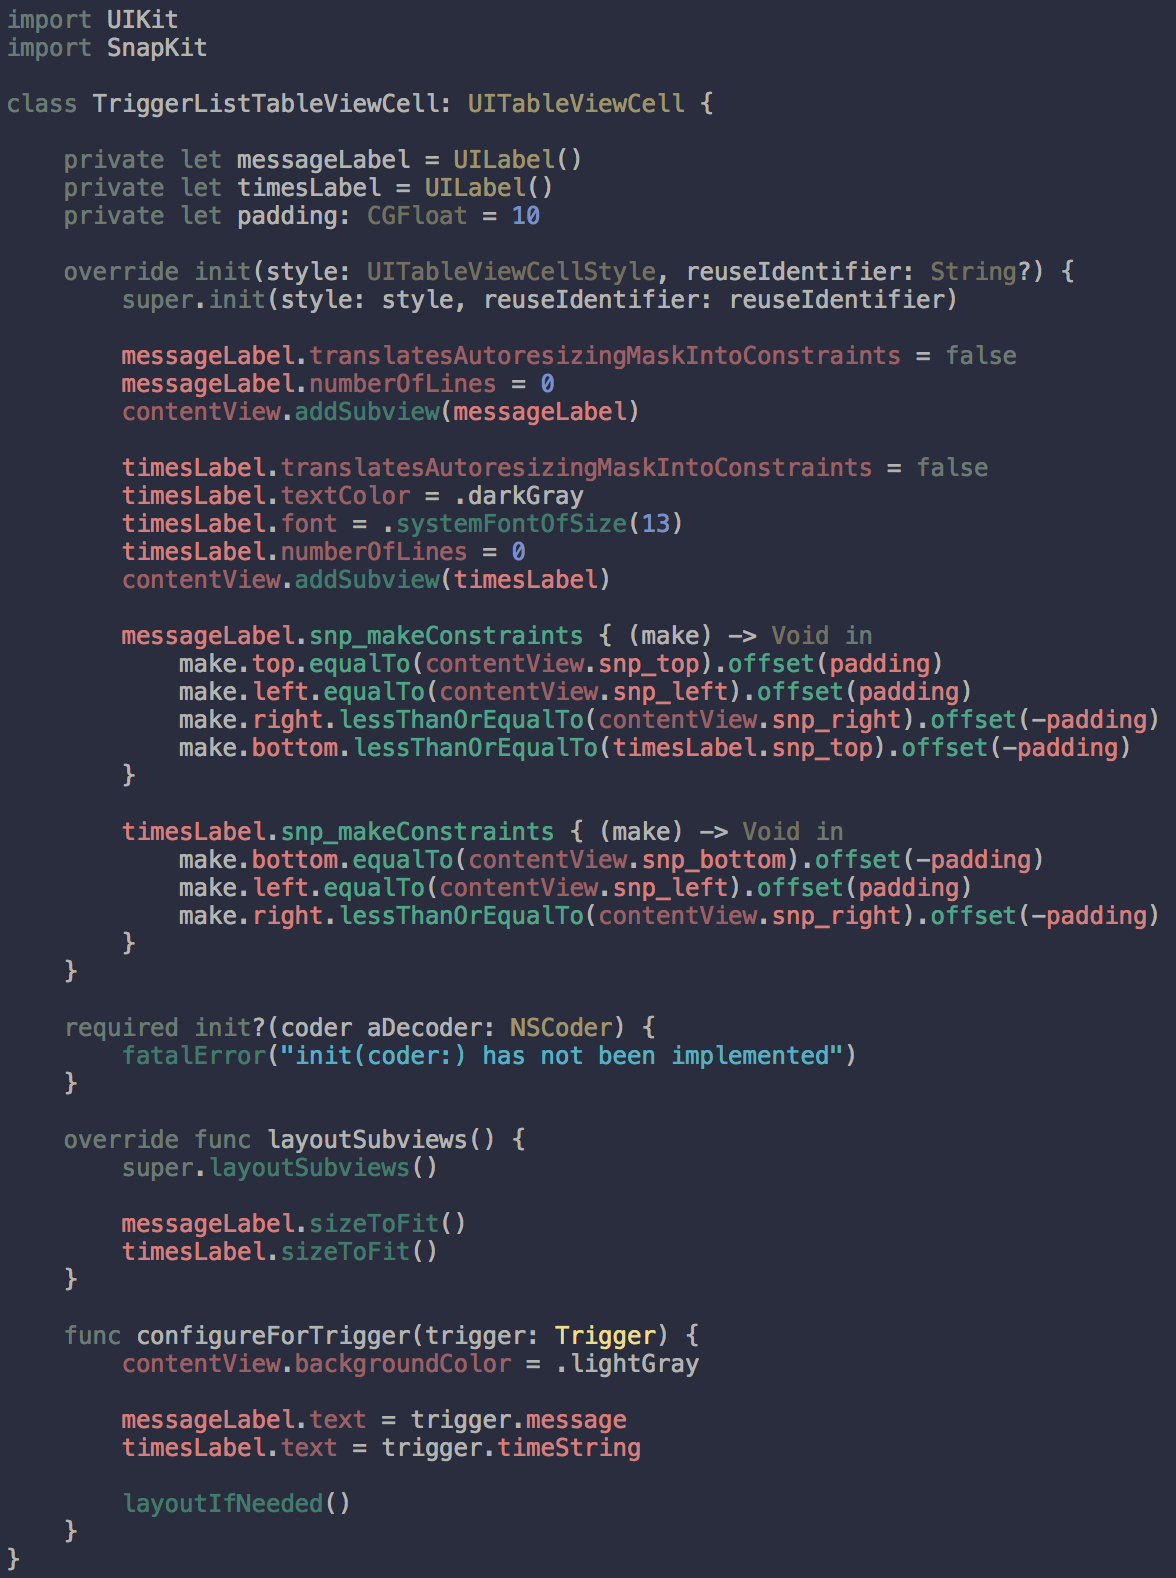 import UIKit
import SnapKit

class TriggerListTableViewCell: UITableViewCell {

    private let messageLabel = UILabel()
    private let timesLabel = UILabel()
    private let padding: CGFloat = 10

    override init(style: UITableViewCellStyle, reuseIdentifier: String?) {
        super.init(style: style, reuseIdentifier: reuseIdentifier)

        messageLabel.translatesAutoresizingMaskIntoConstraints = false
        messageLabel.numberOfLines = 0
        contentView.addSubview(messageLabel)

        timesLabel.translatesAutoresizingMaskIntoConstraints = false
        timesLabel.textColor = .darkGray
        timesLabel.font = .systemFontOfSize(13)
        timesLabel.numberOfLines = 0
        contentView.addSubview(timesLabel)

        messageLabel.snp_makeConstraints { (make) -> Void in
            make.top.equalTo(contentView.snp_top).offset(padding)
            make.left.equalTo(contentView.snp_left).offset(padding)
            make.right.lessThanOrEqualTo(contentView.snp_right).offset(-padding)
            make.bottom.lessThanOrEqualTo(timesLabel.snp_top).offset(-padding)
        }

        timesLabel.snp_makeConstraints { (make) -> Void in
            make.bottom.equalTo(contentView.snp_bottom).offset(-padding)
            make.left.equalTo(contentView.snp_left).offset(padding)
            make.right.lessThanOrEqualTo(contentView.snp_right).offset(-padding)
        }
    }

    required init?(coder aDecoder: NSCoder) {
        fatalError("init(coder:) has not been implemented")
    }

    override func layoutSubviews() {
        super.layoutSubviews()

        messageLabel.sizeToFit()
        timesLabel.sizeToFit()
    }

    func configureForTrigger(trigger: Trigger) {
        contentView.backgroundColor = .lightGray

        messageLabel.text = trigger.message
        timesLabel.text = trigger.timeString

        layoutIfNeeded()
    }
}